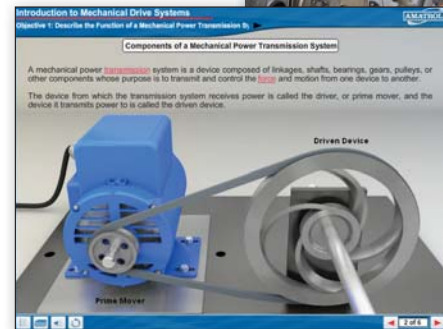 Introduction to Mechanical Drive Systems
Objective 1: Describe the Function of a Mechanical Power Transmission Sy
AMATROL
Components of a Mechanical Power Transmission System
A mechanical power transmission system is a device composed of linkages, shafts, bearings, gears, pulleys, or
other components whose purpose is to transmit and control the force and motion from one device to another.
The device from which the transmission system receives power is called the driver, or prime mover, and the
device it transmits power to is called the driven device.
Driven Device
Prime Mover
2 of 6